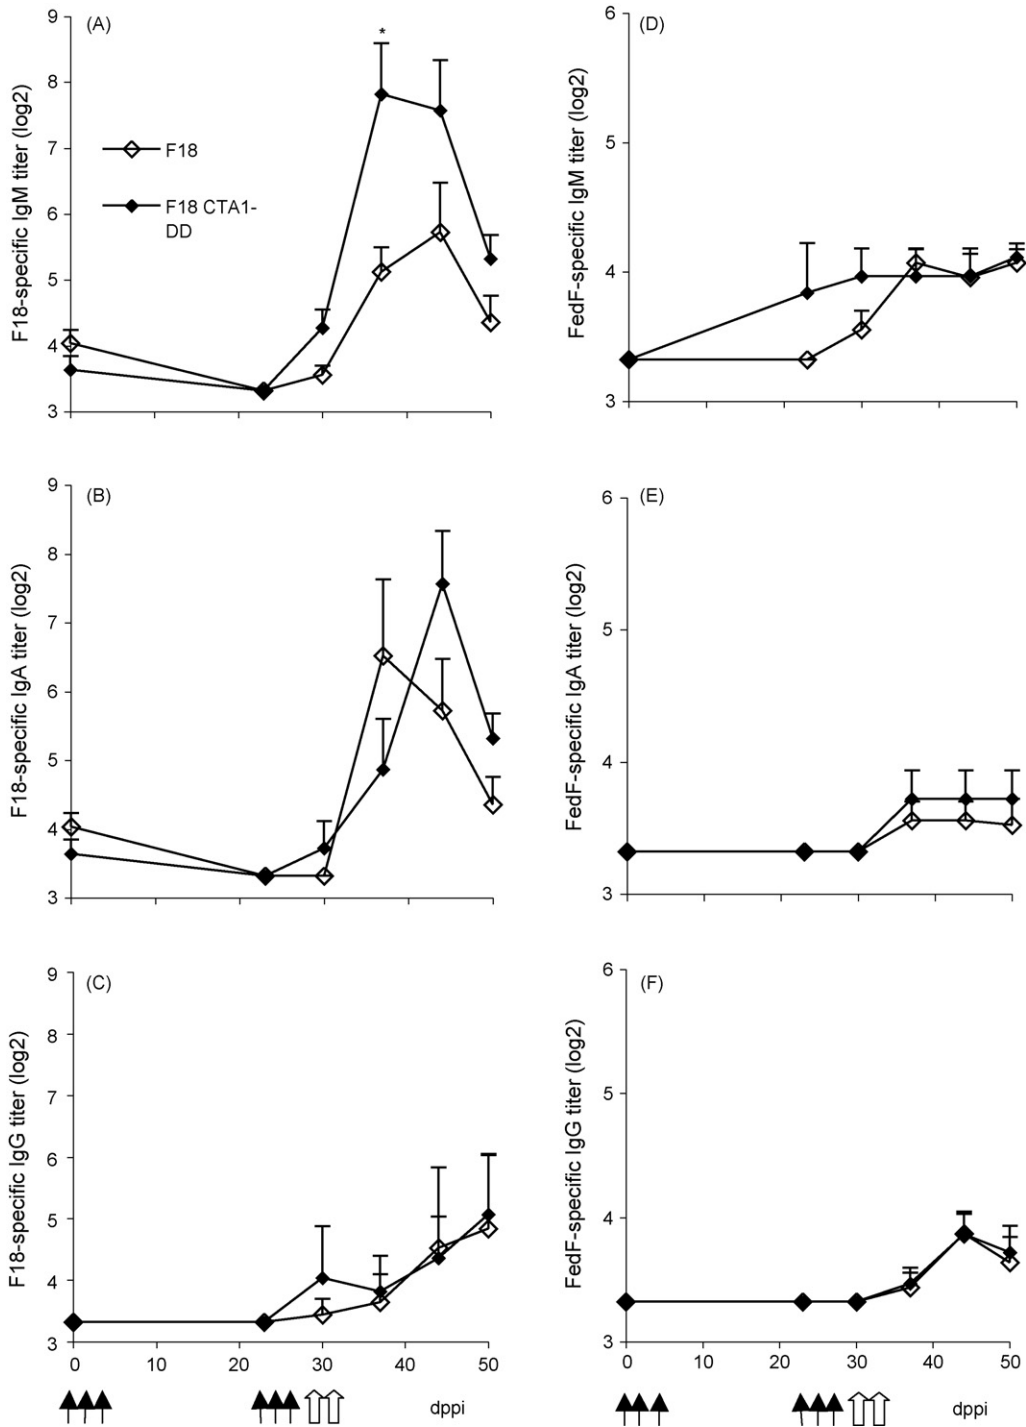 (A)
F18-specific IgM titer (log2)
9
8
7
6
5
4
3
*
F18
F18 CTA1-
DD
(D)
FedF-specific IgM titer (log2)
6
5
4
3
(B)
F18-specific IgA titer (log2)
9
8
7
6
5
4
3
(E)
FedF-specific IgA titer (log2)
6
5
4
3
(C)
F18-specific IgG titer (log2)
9
8
7
6
5
4
3
0 10 20 30 40 50
dppi
(F)
FedF-specific IgG titer (log2)
6
5
4
3
0 10 20 30 40 50
dppi